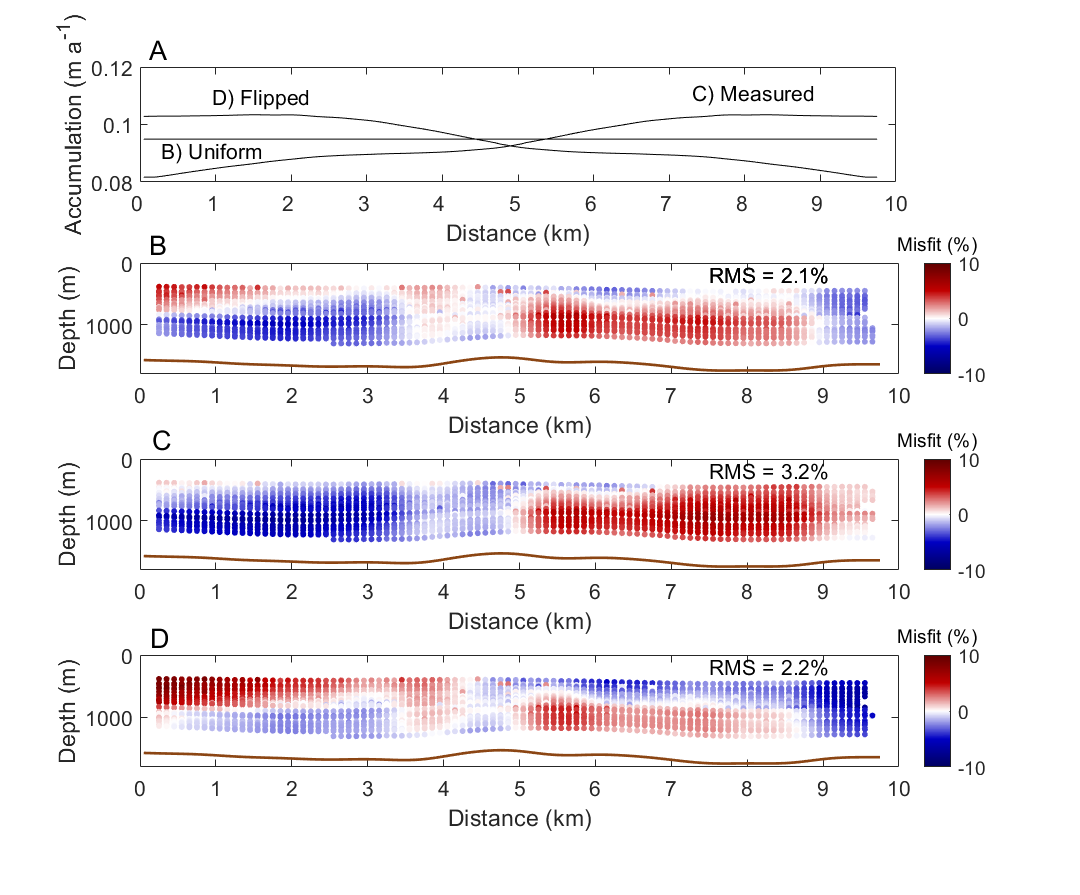 A
Accumulation (m a-1)
0.12
0.1
0.08
D) Flipped
C) Measured
B) Uniform
0 1 2 3 4 5 6 7 8 9 10
Distance (km)
B
Misfit (%)
Depth (m)
0
1000
RMS = 2.1%
10
0
-10
0 1 2 3 4 5 6 7 8 9 10
Distance (km)
C
Misfit (%)
Depth (m)
0
1000
RMS = 3.2%
10
0
-10
0 1 2 3 4 5 6 7 8 9 10
Distance (km)
D
Misfit (%)
Depth (m)
0
1000
RMS = 2.2%
10
0
-10
0 1 2 3 4 5 6 7 8 9 10
Distance (km)